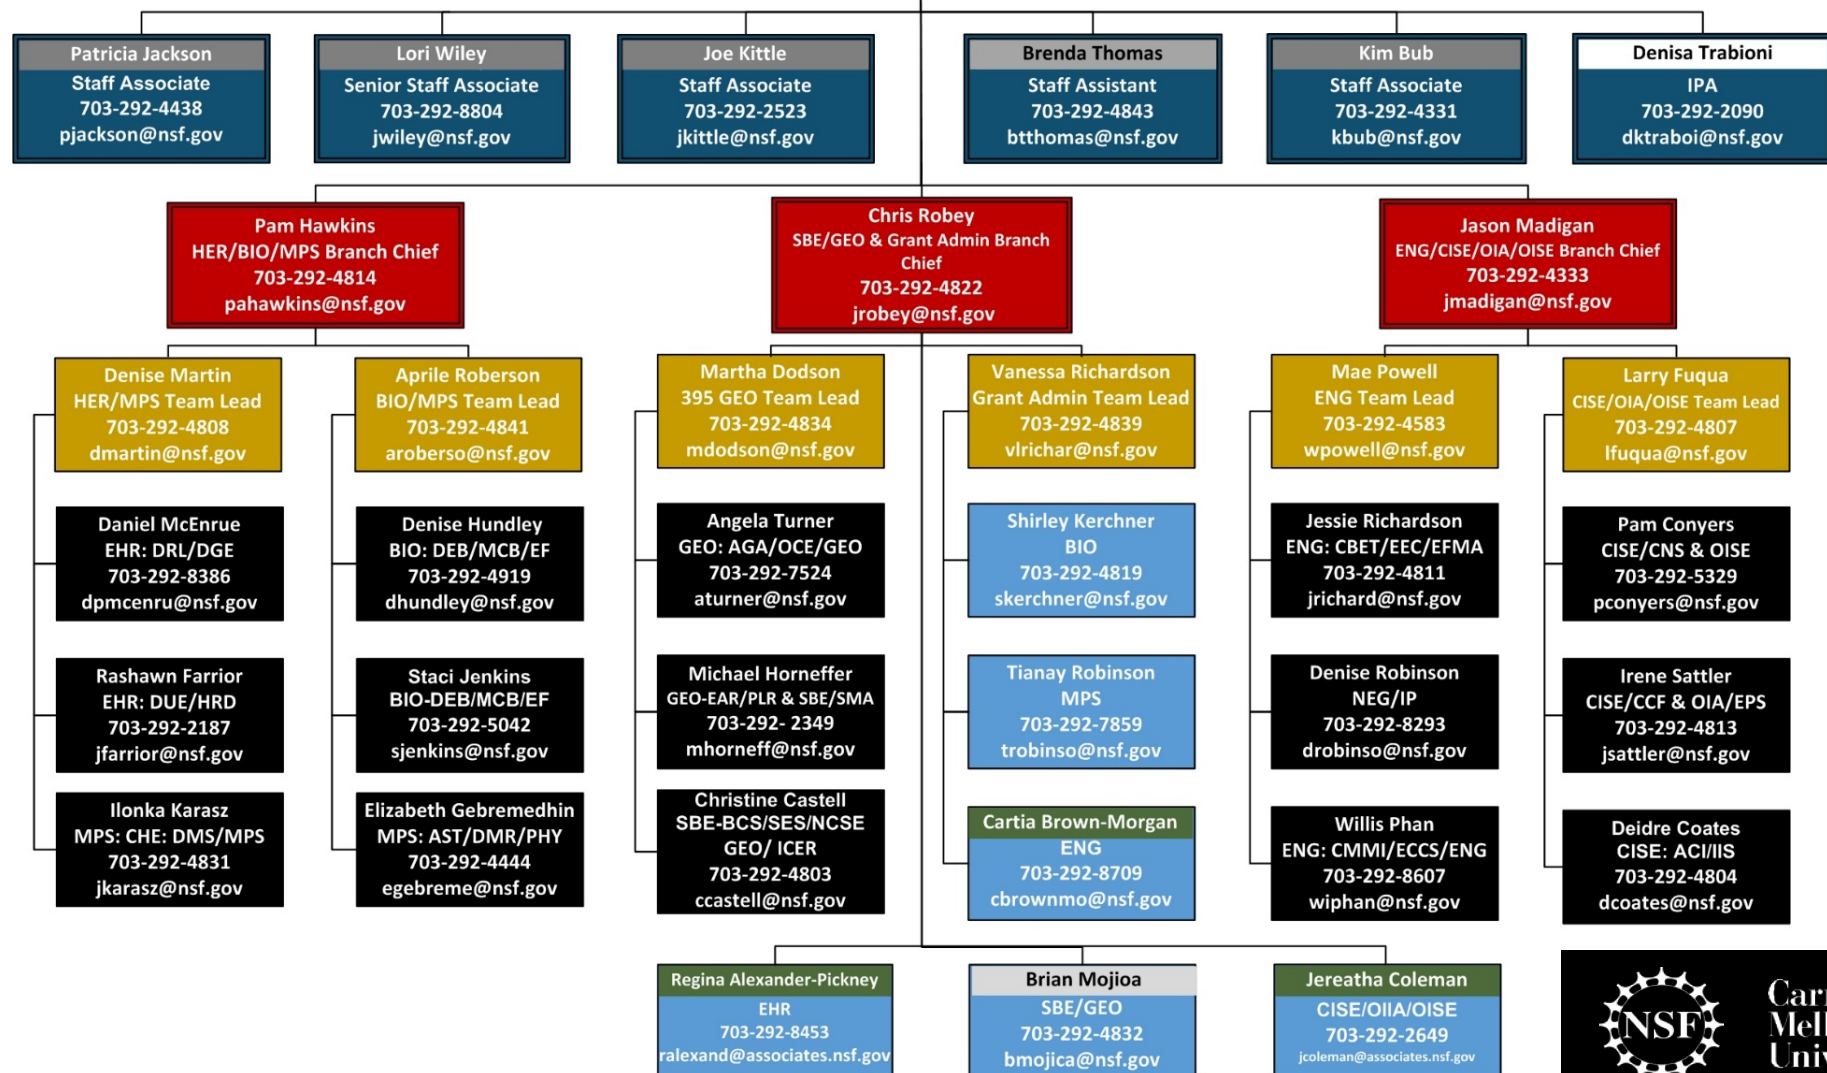 Patricia Jackson
Staff Associate
703-292-4438
pjackson@nsf.gov
Lori Wiley
Senior Staff Associate
703-292-8804
jwiley@nsf.gov
Joe Kittle
Staff Associate
703-292-2523
jkittle@nsf.gov
Brenda Thomas
Staff Assistant
703-292-4843
btthomas@nsf.gov
Kim Bub
Staff Associate
703-292-4331
kbub@nsf.gov
Denisa Trabioni
IPA
703-292-2090
dktraboi@nsf.gov
Pam Hawkins
HER/BIO/MPS Branch Chief
703-292-4814
pahawkins@nsf.gov
Chris Robey
SBE/GEO & Grant Admin Branch
Chief
703-292-4822
jrobey@nsf.gov
Jason Madigan
ENG/CISE/OIA/OISE Branch Chief
703-292-4333
jmadigan@nsf.gov
Denise Martin
HER/MPS Team Lead
703-292-4808
dmartin@nsf.gov
Aprile Roberson
BIO/MPS Team Lead
703-292-4841
aroberso@nsf.gov
Martha Dodson
395 GEO Team Lead
703-292-4834
mdodson@nsf.gov
Vanessa Richardson
Grant Admin Team Lead
703-292-4839
vlrichar@nsf.gov
Mae Powell
ENG Team Lead
703-292-4583
wpowell@nsf.gov
Larry Fuqua
CISE/OIA/OISE Team Lead
703-292-4807
lfuqua@nsf.gov
Daniel McEnrue
EHR: DRL/DGE
703-292-8386
dpmcenru@nsf.gov
Denise Hundley
BIO: DEB/MCB/EF
703-292-4919
dhundley@nsf.gov
Angela Turner
GEO: AGA/OCE/GEO
703-292-7524
aturner@nsf.gov
Shirley Kerchner
BIO
703-292-4819
skerchner@nsf.gov
Jessie Richardson
ENG: CBET/EEC/EFMA
703-292-4811
jrichard@nsf.gov
Pam Conyers
CISE/CNS & OISE
703-292-5329
pconyers@nsf.gov
Rashawn Farrior
EHR: DUE/HRD
703-292-2187
jfarrior@nsf.gov
Staci Jenkins
BIO-DEB/MCB/EF
703-292-5042
sjenkins@nsf.gov
Michael Horneffer
GEO-EAR/PLR & SBE/SMA
703-292- 2349
mhorneff@nsf.gov
Tianay Robinson
MPS
703-292-7859
trobinso@nsf.gov
Denise Robinson
NEG/IP
703-292-8293
drobinso@nsf.gov
Irene Sattler
CISE/CCF & OIA/EPS
703-292-4813
jsattler@nsf.gov
Ilonka Karasz
MPS: CHE: DMS/MPS
703-292-4831
jkarasz@nsf.gov
Elizabeth Gebremedhin
MPS: AST/DMR/PHY
703-292-4444
egebreme@nsf.gov
Christine Castell
SBE-BCS/SES/NCSE
GEO/ ICER
703-292-4803
ccastell@nsf.gov
Cartia Brown-Morgan
ENG
703-292-8709
cbrownmo@nsf.gov
Willis Phan
ENG: CMMI/ECCS/ENG
703-292-8607
wiphan@nsf.gov
Deidre Coates
CISE: ACI/IIS
703-292-4804
dcoates@nsf.gov
Regina Alexander-Pickney
EHR
703-292-8453
ralexand@associates.nsf.gov
Brian Mojioa
SBE/GEO
703-292-4832
bmojica@nsf.gov
Jereatha Coleman
CISE/OIIA/OISE
703-292-2649
jcoleman@associates.nsf.gov
NSF
Car
Mell
Univ